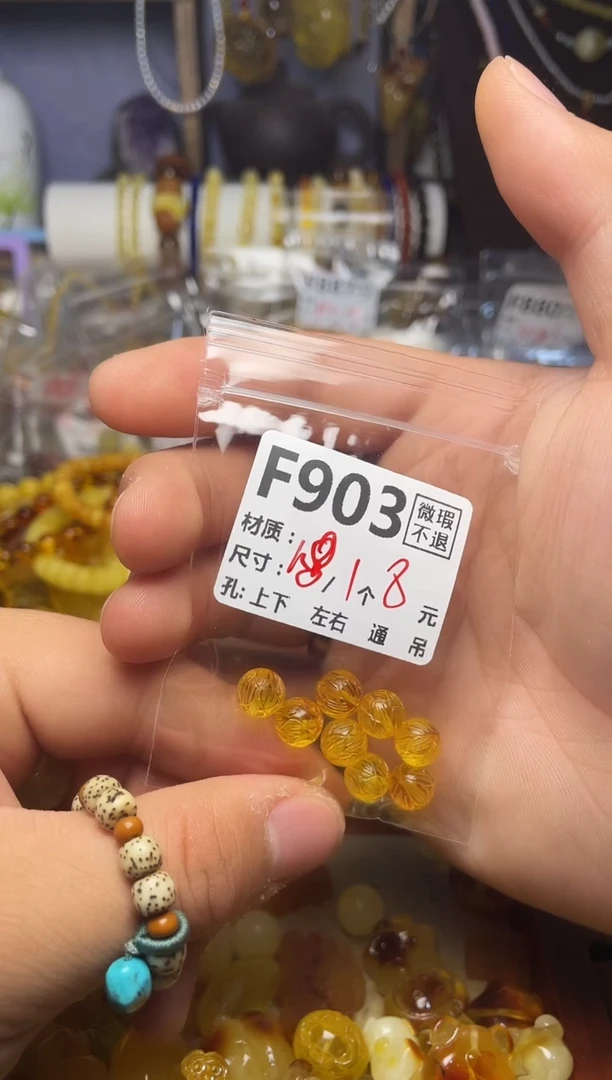 F903
微瑕
不退
材质:
尺寸: / 1个 8 元
孔: 上下 左右 通 吊